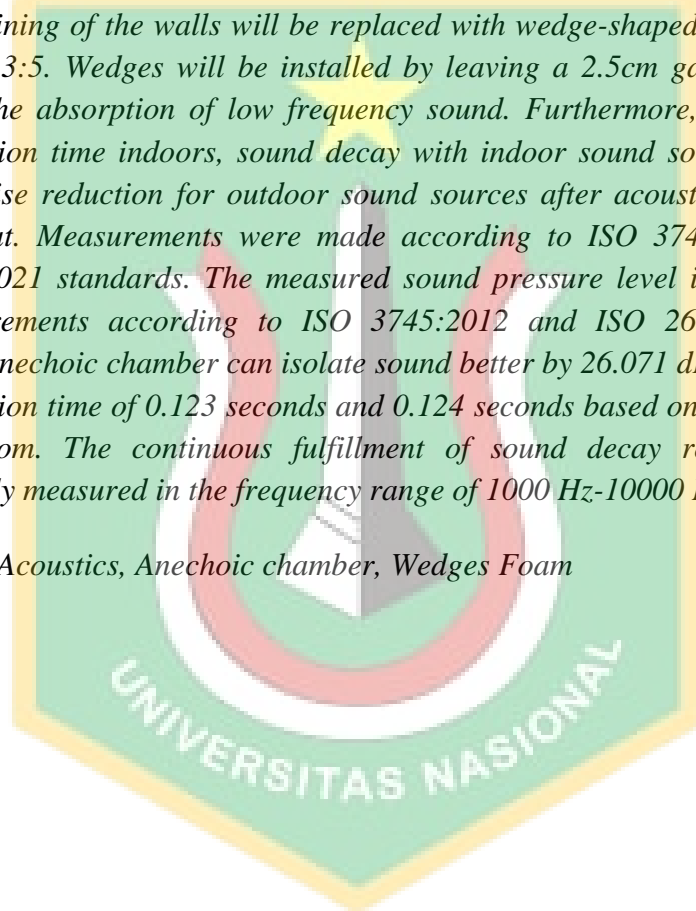 ining of the walls will be replaced with wedge-shaped
3:5. Wedges will be installed by leaving a 2.5cm ga
he absorption of low frequency sound. Furthermore,
ion time indoors, sound decay with indoor sound so
ise reduction for outdoor sound sources after acoust
ut. Measurements were made according to ISO 374
021 standards. The measured sound pressure level i
rements according to ISO 3745:2012 and ISO 26
nechoic chamber can isolate sound better by 26.071 d
ion time of 0.123 seconds and 0.124 seconds based on
om. The continuous fulfillment of sound decay r
ly measured in the frequency range of 1000 Hz-10000
Acoustics, Anechoic chamber, Wedges Foam
UNIVERSITAS NASIONAL